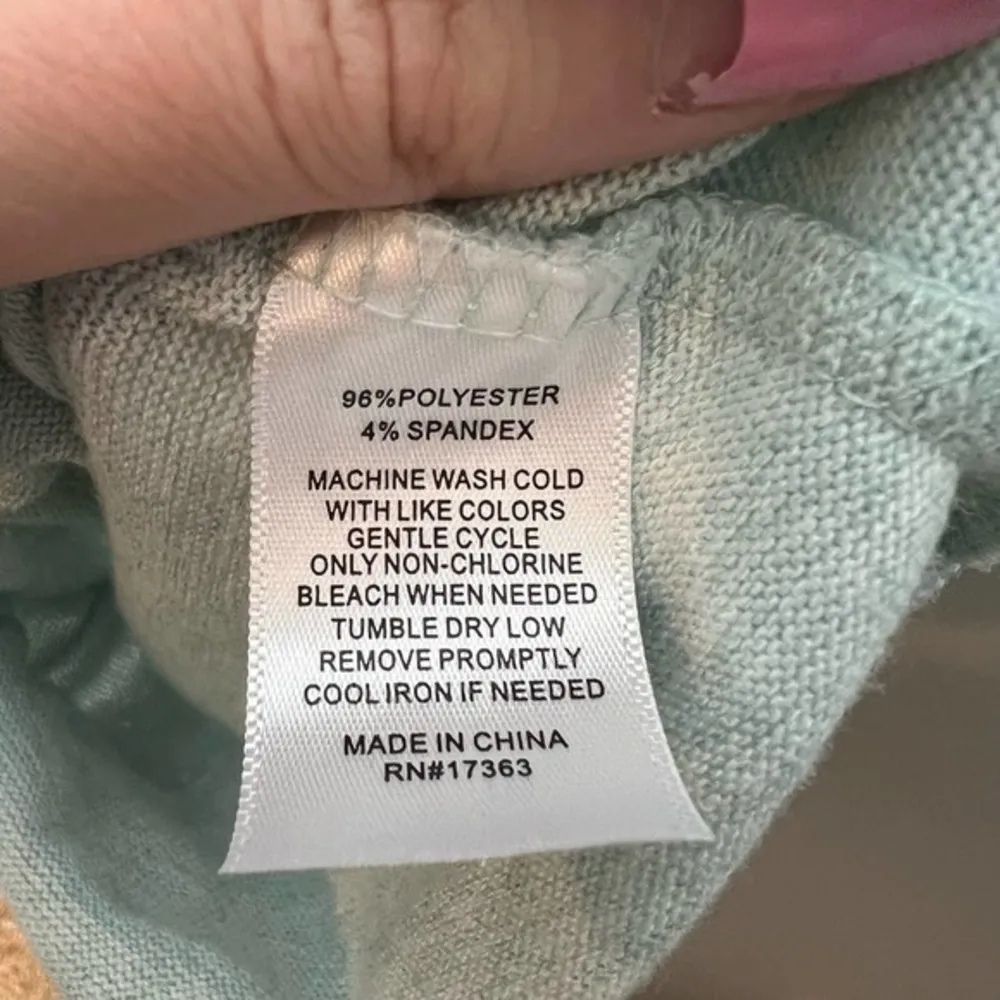 96%POLYESTER
4% SPANDEX
MACHINE WASH COLD
WITH LIKE COLORS
GENTLE CYCLE
ONLY NON-CHLORINE
BLEACH WHEN NEEDED
TUMBLE DRY LOW
REMOVE PROMPTLY
COOL IRON IF NEEDED
MADE IN CHINA
RN#17363